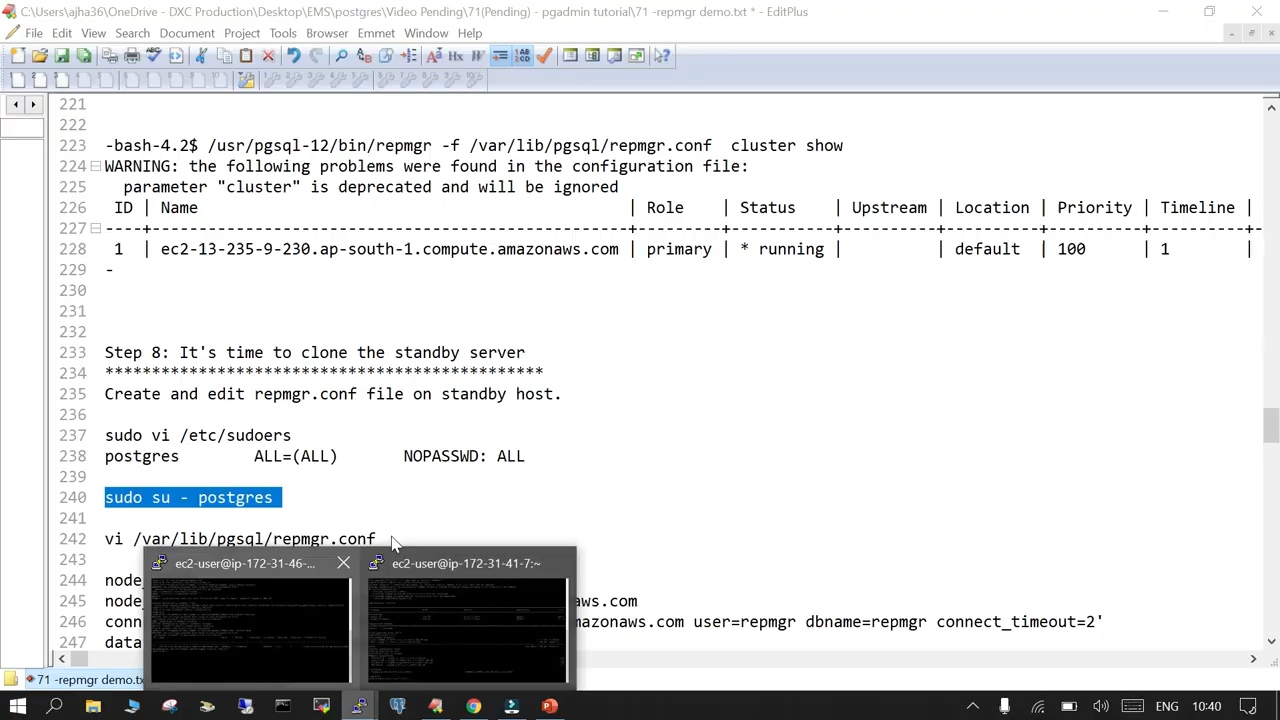 C:\Users\ajha36\OneDrive - DXC Production\Desktop\EMS\postgres\Video Pending\71(Pending) - pgadmin tutorial\71 -repmgr demo.txt * - EditPlus
File Edit View Search Document Project Tools Browser Emmet Window Help
221
222
223 -bash-4.2$ /usr/pgsql-12/bin/repmgr -f /var/lib/pgsql/repmgr.conf  cluster show
224 WARNING: the following problems were found in the configuration file:
225   parameter "cluster" is deprecated and will be ignored
226  ID | Name | Role | Status | Upstream | Location | Priority | Timeline |
227 ----+----
228  1 | ec2-13-235-9-230.ap-south-1.compute.amazonaws.com | primary | * running | | default | 100 | 1 |
229 -
230
231
232
233 Step 8: It's time to clone the standby server
234 ***********************************************
235 Create and edit repmgr.conf file on standby host.
236
237 sudo vi /etc/sudoers
238 postgres        ALL=(ALL)       NOPASSWD: ALL
239
240 sudo su - postgres
241
242 vi /var/lib/pgsql/repmgr.conf
243
244 node
245 aws.com
246 conn azonaws.com user=repmgr dbname=repmgr connect_timeout=2'
247
ec2-user@ip-172-31-46-...
ec2-user@ip-172-31-41-7:~
ENG
10:40